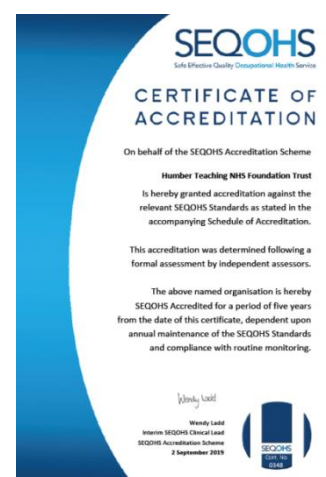 SEQOHS
Safe Effective Quality Occupational Health Service
CERTIFICATE OF
ACCREDITATION
On behalf of the SEQOHS Accreditation Scheme
Humber Teaching NHS Foundation Trust
Is hereby granted accreditation against the
relevant SEQOHS Standards as stated in the
accompanying Schedule of Accreditation.
This accreditation was determined following a
formal assessment by independent assessors.
The above named organisation is hereby
SEQOHS Accredited for a period of five years
from the date of this certificate, dependent upon
annual maintenance of the SEQOHS Standards
and compliance with routine monitoring.
Wendy Ladd
Wendy Ladd
Interim SEQOHS Clinical Lead
SEQOHS Accreditation Scheme
2 September 2019
SEQOHS
Cert. No.
0348